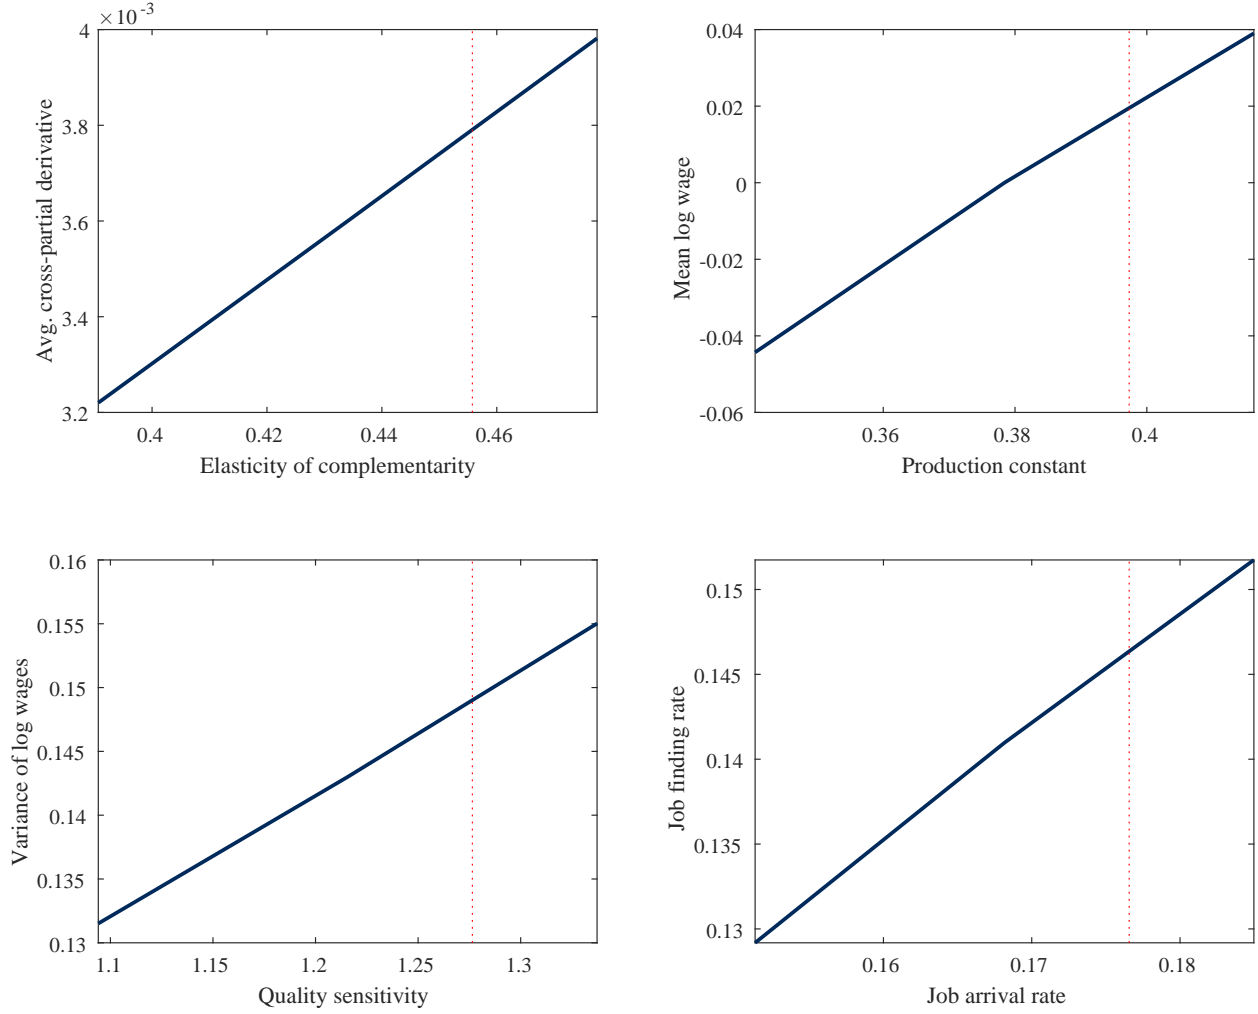 ×10⁻³
4
3.8
3.6
3.4
3.2
Avg. cross-partial derivative
0.4 0.42 0.44 0.46
Elasticity of complementarity
0.04
0.02
0
-0.02
-0.04
-0.06
Mean log wage
0.36 0.38 0.4
Production constant
0.16
0.155
0.15
0.145
0.14
0.135
0.13
Variance of log wages
1.1 1.15 1.2 1.25 1.3
Quality sensitivity
0.15
0.145
0.14
0.135
0.13
Job finding rate
0.16 0.17 0.18
Job arrival rate